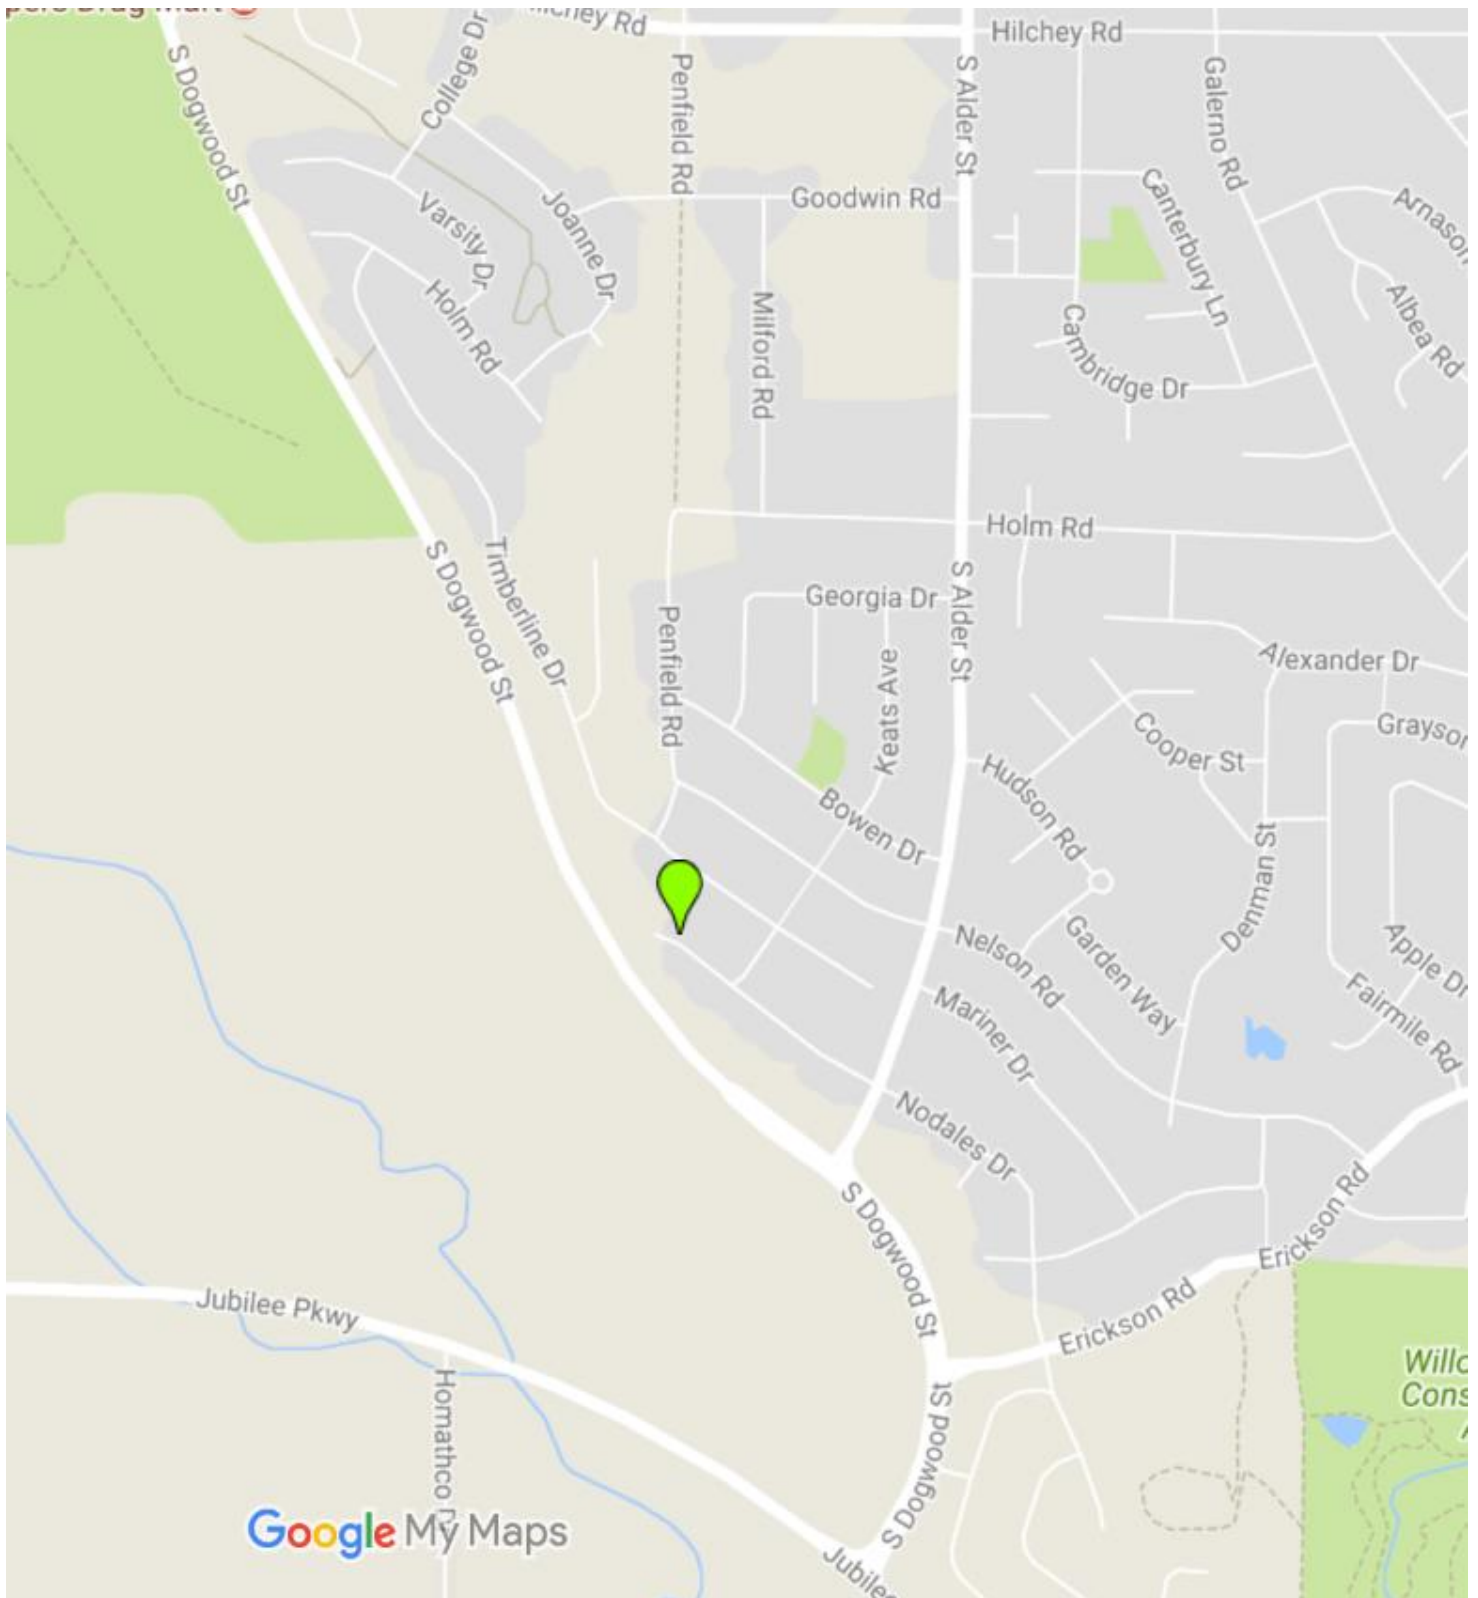 S Dogwood St
College Dr
Hilchey Rd
Penfield Rd
S Alder St
Galerno Rd
Goodwin Rd
Varsity Dr
Joanne Dr
Canterbury Ln
Arnason
Holm Rd
Milford Rd
Cambridge Dr
Albea Rd
Holm Rd
S Dogwood St
Timberline Dr
Georgia Dr
S Alder St
Penfield Rd
Keats Ave
Alexander Dr
Cooper St
Grayson
Hudson Rd
Bowen Dr
Denman St
Nelson Rd
Garden Way
Apple Dr
Fairmile Rd
Mariner Dr
Nodales Dr
S Dogwood St
Erickson Rd
Erickson Rd
Jubilee Pkwy
Homathco
S Dogwood St
Willo
Cons
Google My Maps
Jubilee